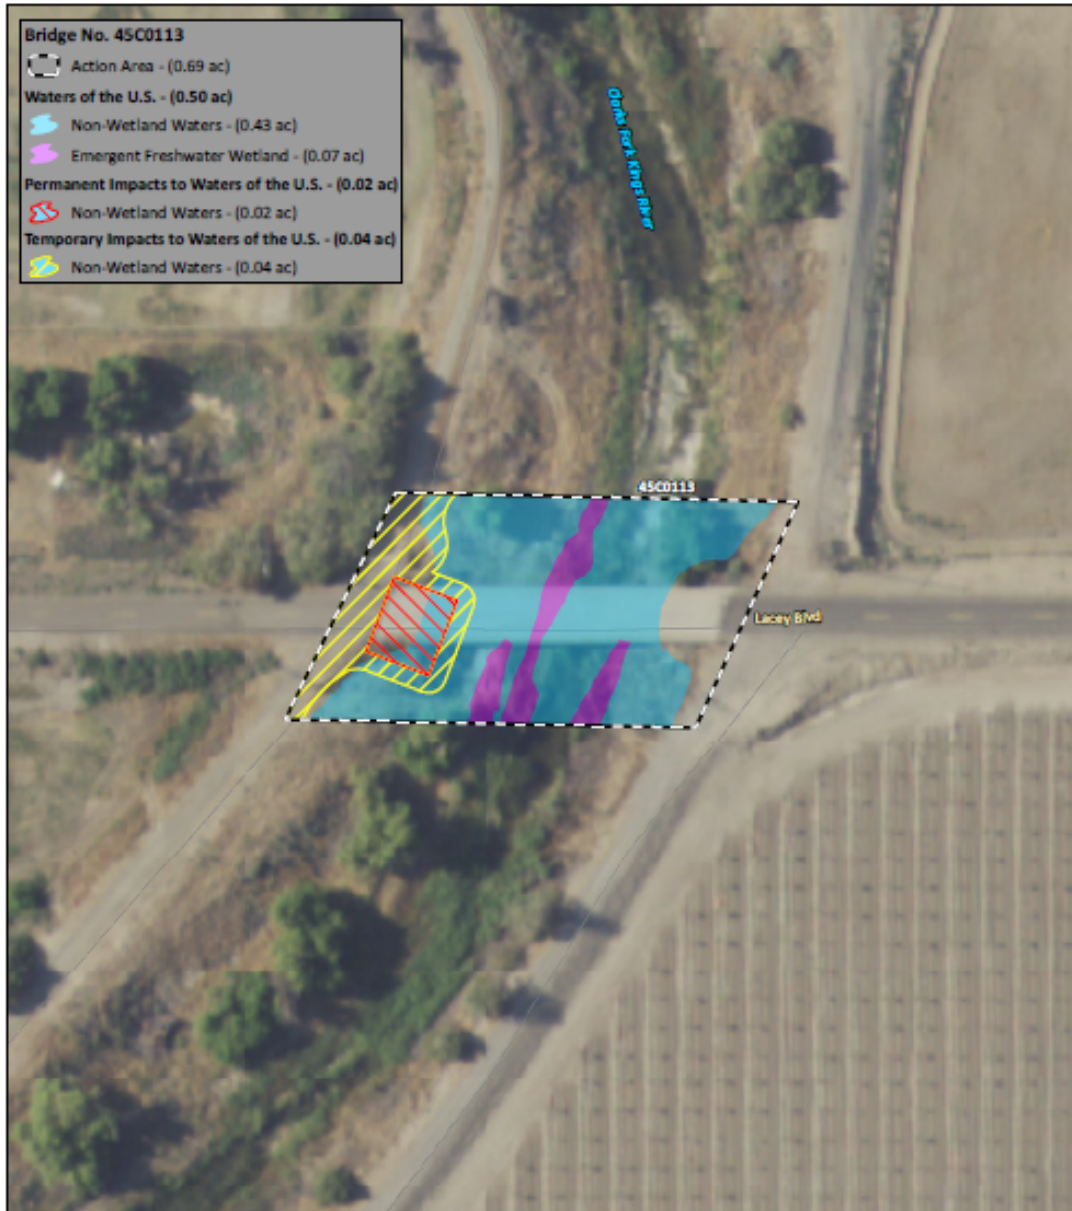 Bridge No. 45C0113
Action Area - (0.69 ac)
Waters of the U.S. - (0.50 ac)
Non-Wetland Waters - (0.43 ac)
Emergent Freshwater Wetland - (0.07 ac)
Permanent Impacts to Waters of the U.S. - (0.02 ac)
Non-Wetland Waters - (0.02 ac)
Temporary Impacts to Waters of the U.S. - (0.04 ac)
Non-Wetland Waters - (0.04 ac)
Clarks Fork Kings River
45C0113
Lacey Blvd